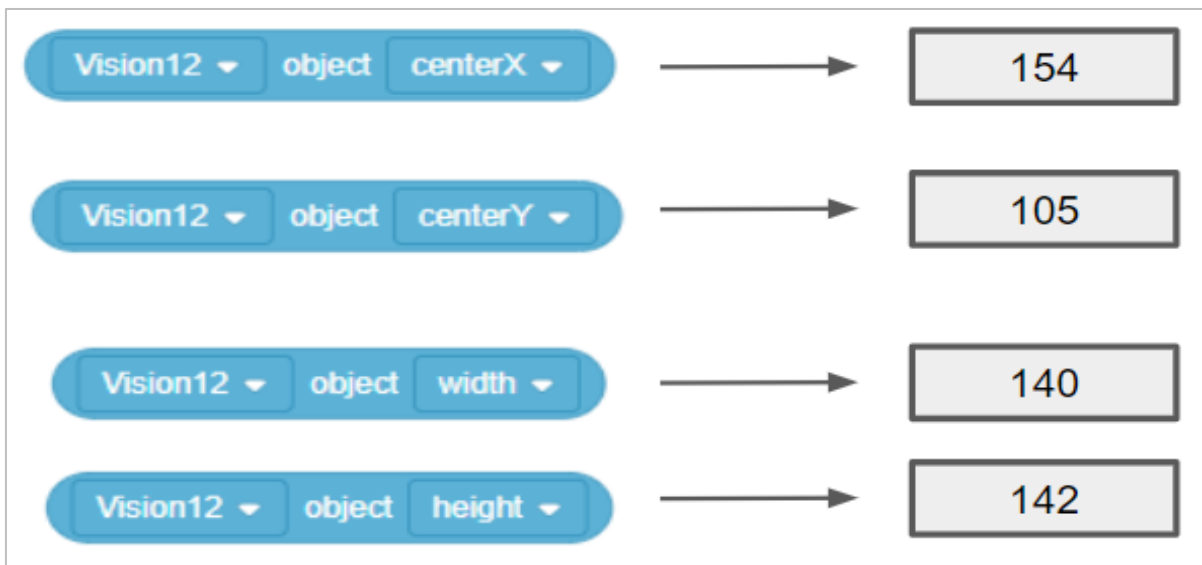 Vision12 object centerX 154
Vision12 object centerY 105
Vision12 object width 140
Vision12 object height 142